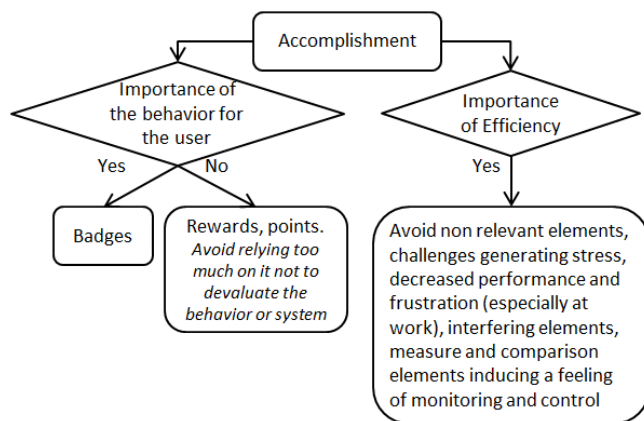 Accomplishment
Importance of
the behavior for
the user
Importance
of Efficiency
Yes
No
Yes
Badges
Rewards, points.
Avoid relying too
much on it not to
devaluate the
behavior or system
Avoid non relevant elements,
challenges generating stress,
decreased performance and
frustration (especially at
work), interfering elements,
measure and comparison
elements inducing a feeling
of monitoring and control